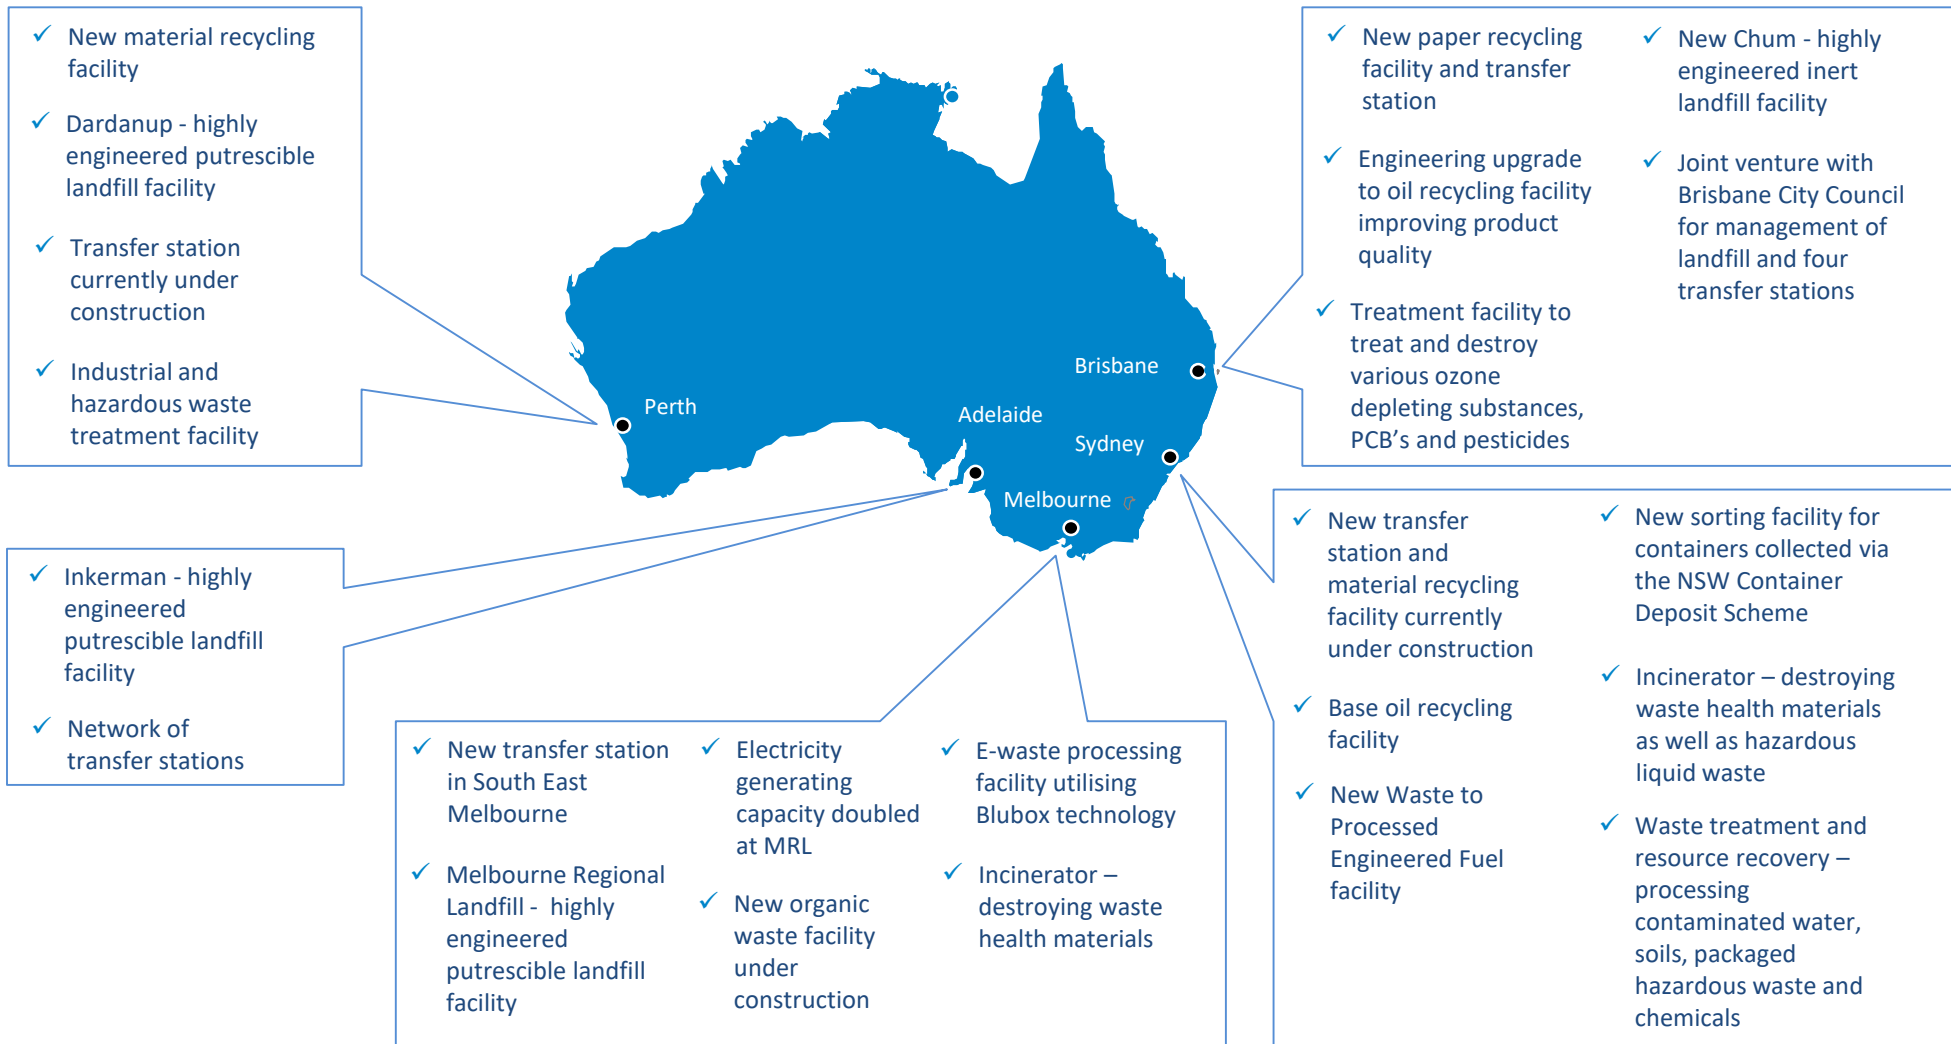 New material recycling
facility
Dardanup - highly
engineered putrescible
landfill facility
Transfer station
currently under
construction
Industrial and
hazardous waste
treatment facility
New paper recycling
facility and transfer
station
Engineering upgrade
to oil recycling facility
improving product
quality
Treatment facility to
treat and destroy
various ozone
depleting substances,
PCB’s and pesticides
New Chum - highly
engineered inert
landfill facility
Joint venture with
Brisbane City Council
for management of
landfill and four
transfer stations
Brisbane
Perth
Adelaide
Sydney
Melbourne
Inkerman - highly
engineered
putrescible landfill
facility
Network of
transfer stations
New transfer station
in South East
Melbourne
Melbourne Regional
Landfill - highly
engineered
putrescible landfill
facility
Electricity
generating
capacity doubled
at MRL
New organic
waste facility
under
construction
E-waste processing
facility utilising
Blubox technology
Incinerator –
destroying waste
health materials
New transfer
station and
material recycling
facility currently
under construction
Base oil recycling
facility
New Waste to
Processed
Engineered Fuel
facility
New sorting facility for
containers collected via
the NSW Container
Deposit Scheme
Incinerator – destroying
waste health materials
as well as hazardous
liquid waste
Waste treatment and
resource recovery –
processing
contaminated water,
soils, packaged
hazardous waste and
chemicals